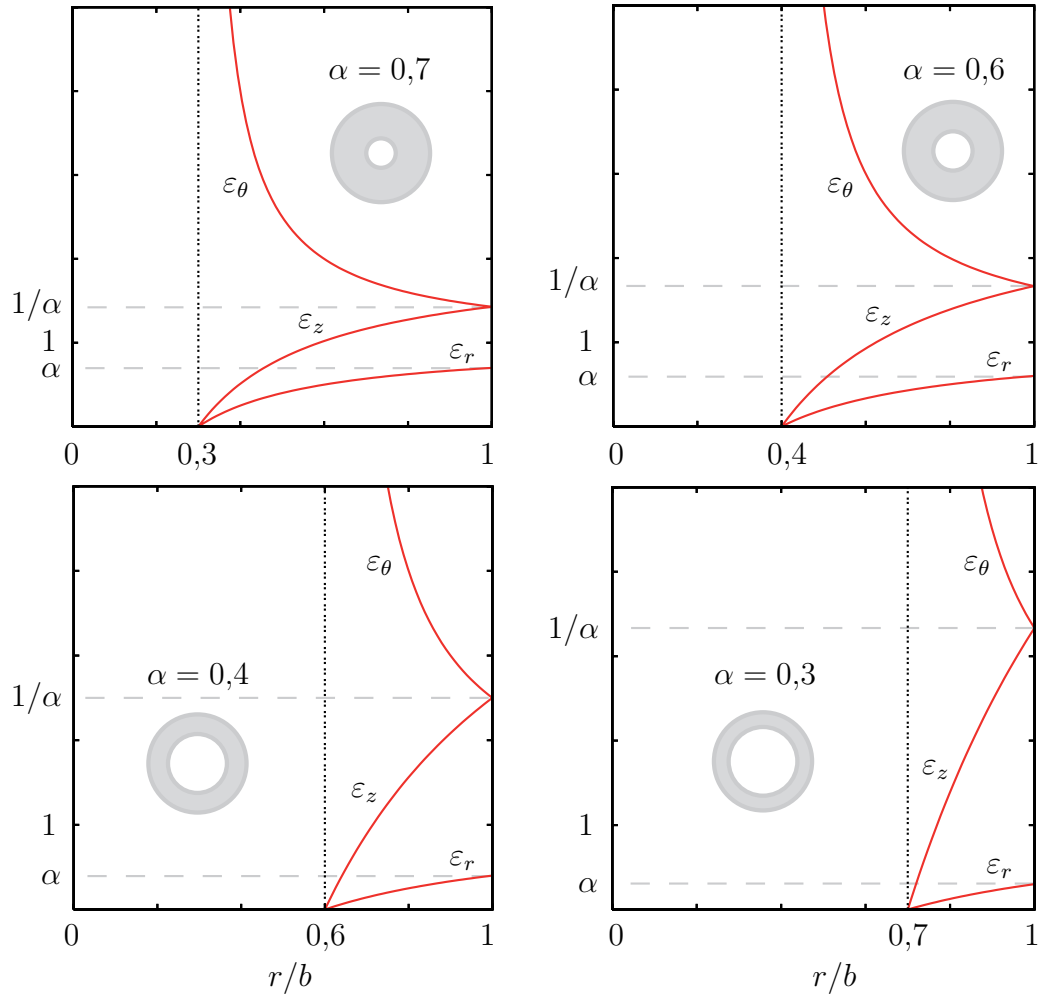 α = 0,7
ε_θ
1/α
ε_z
1
ε_r
α
0 0,3 1
α = 0,6
ε_θ
1/α
ε_z
1
ε_r
α
0 0,4 1
ε_θ
α = 0,4
1/α
ε_z
1
ε_r
α
0 0,6 1
r/b
ε_θ
1/α
α = 0,3
ε_z
1
ε_r
α
0 0,7 1
r/b